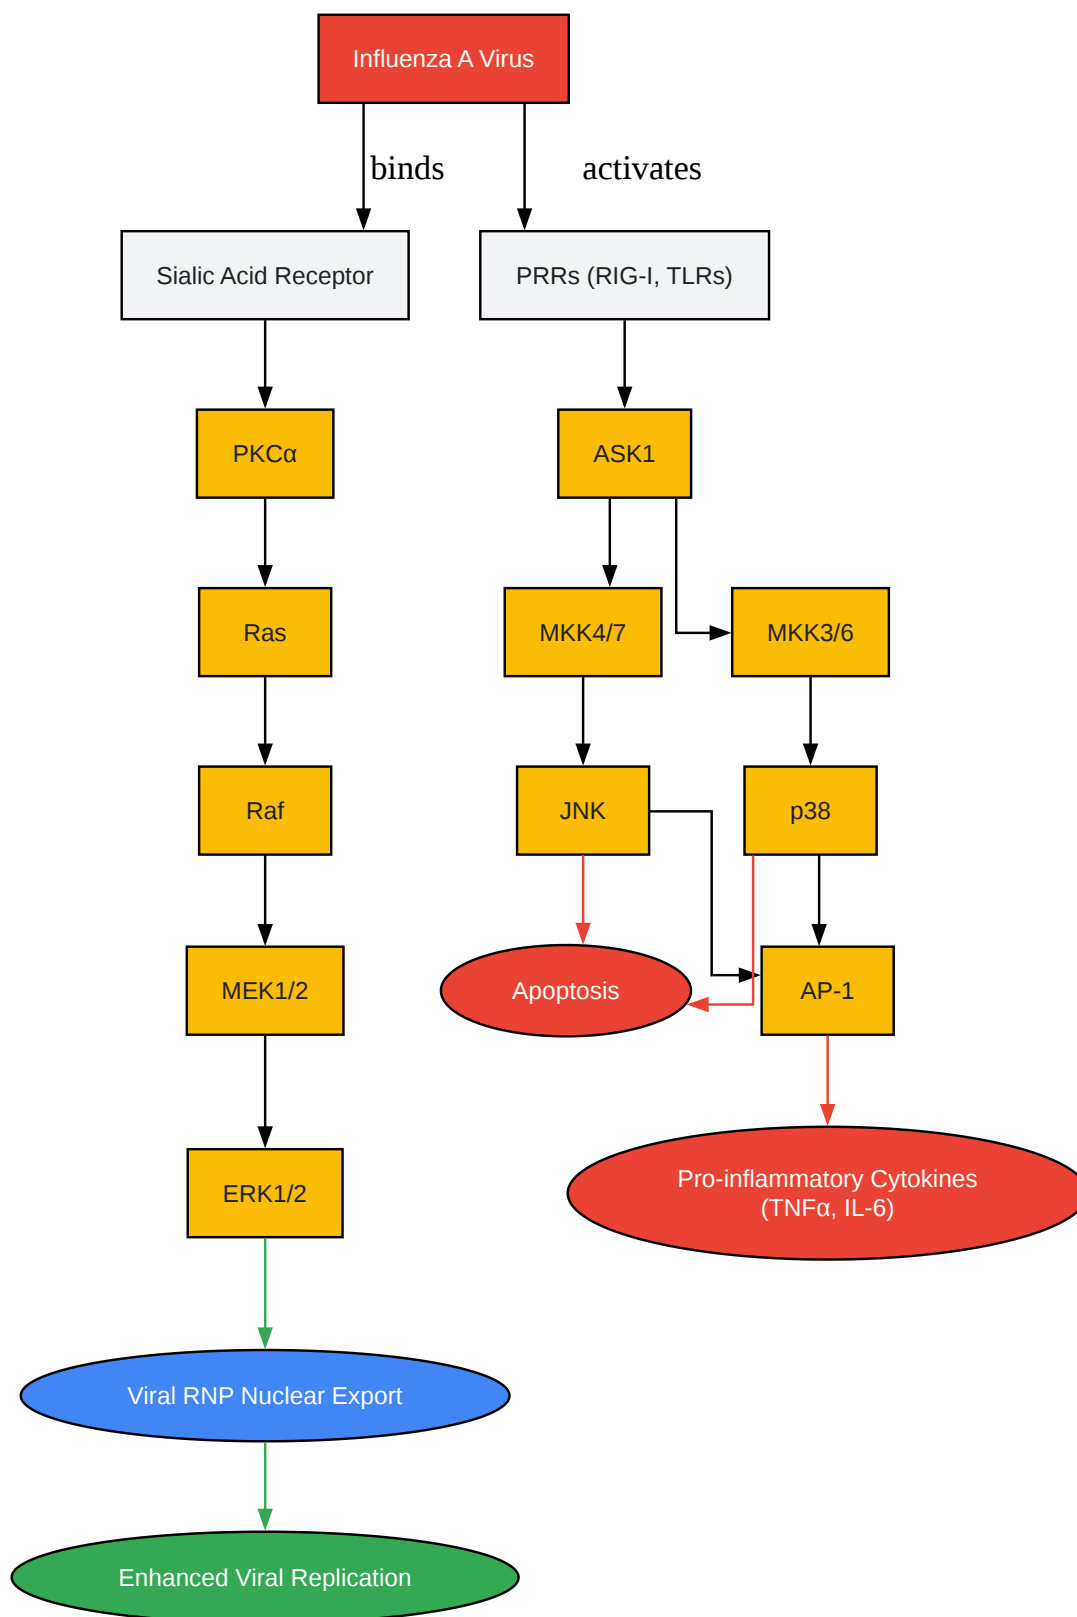 Influenza A Virus
binds
activates
Sialic Acid Receptor
PRRs (RIG-I, TLRs)
PKCα
ASK1
Ras
MKK4/7
MKK3/6
Raf
JNK
p38
MEK1/2
Apoptosis
AP-1
ERK1/2
Pro-inflammatory Cytokines
(TNFα, IL-6)
Viral RNP Nuclear Export
Enhanced Viral Replication